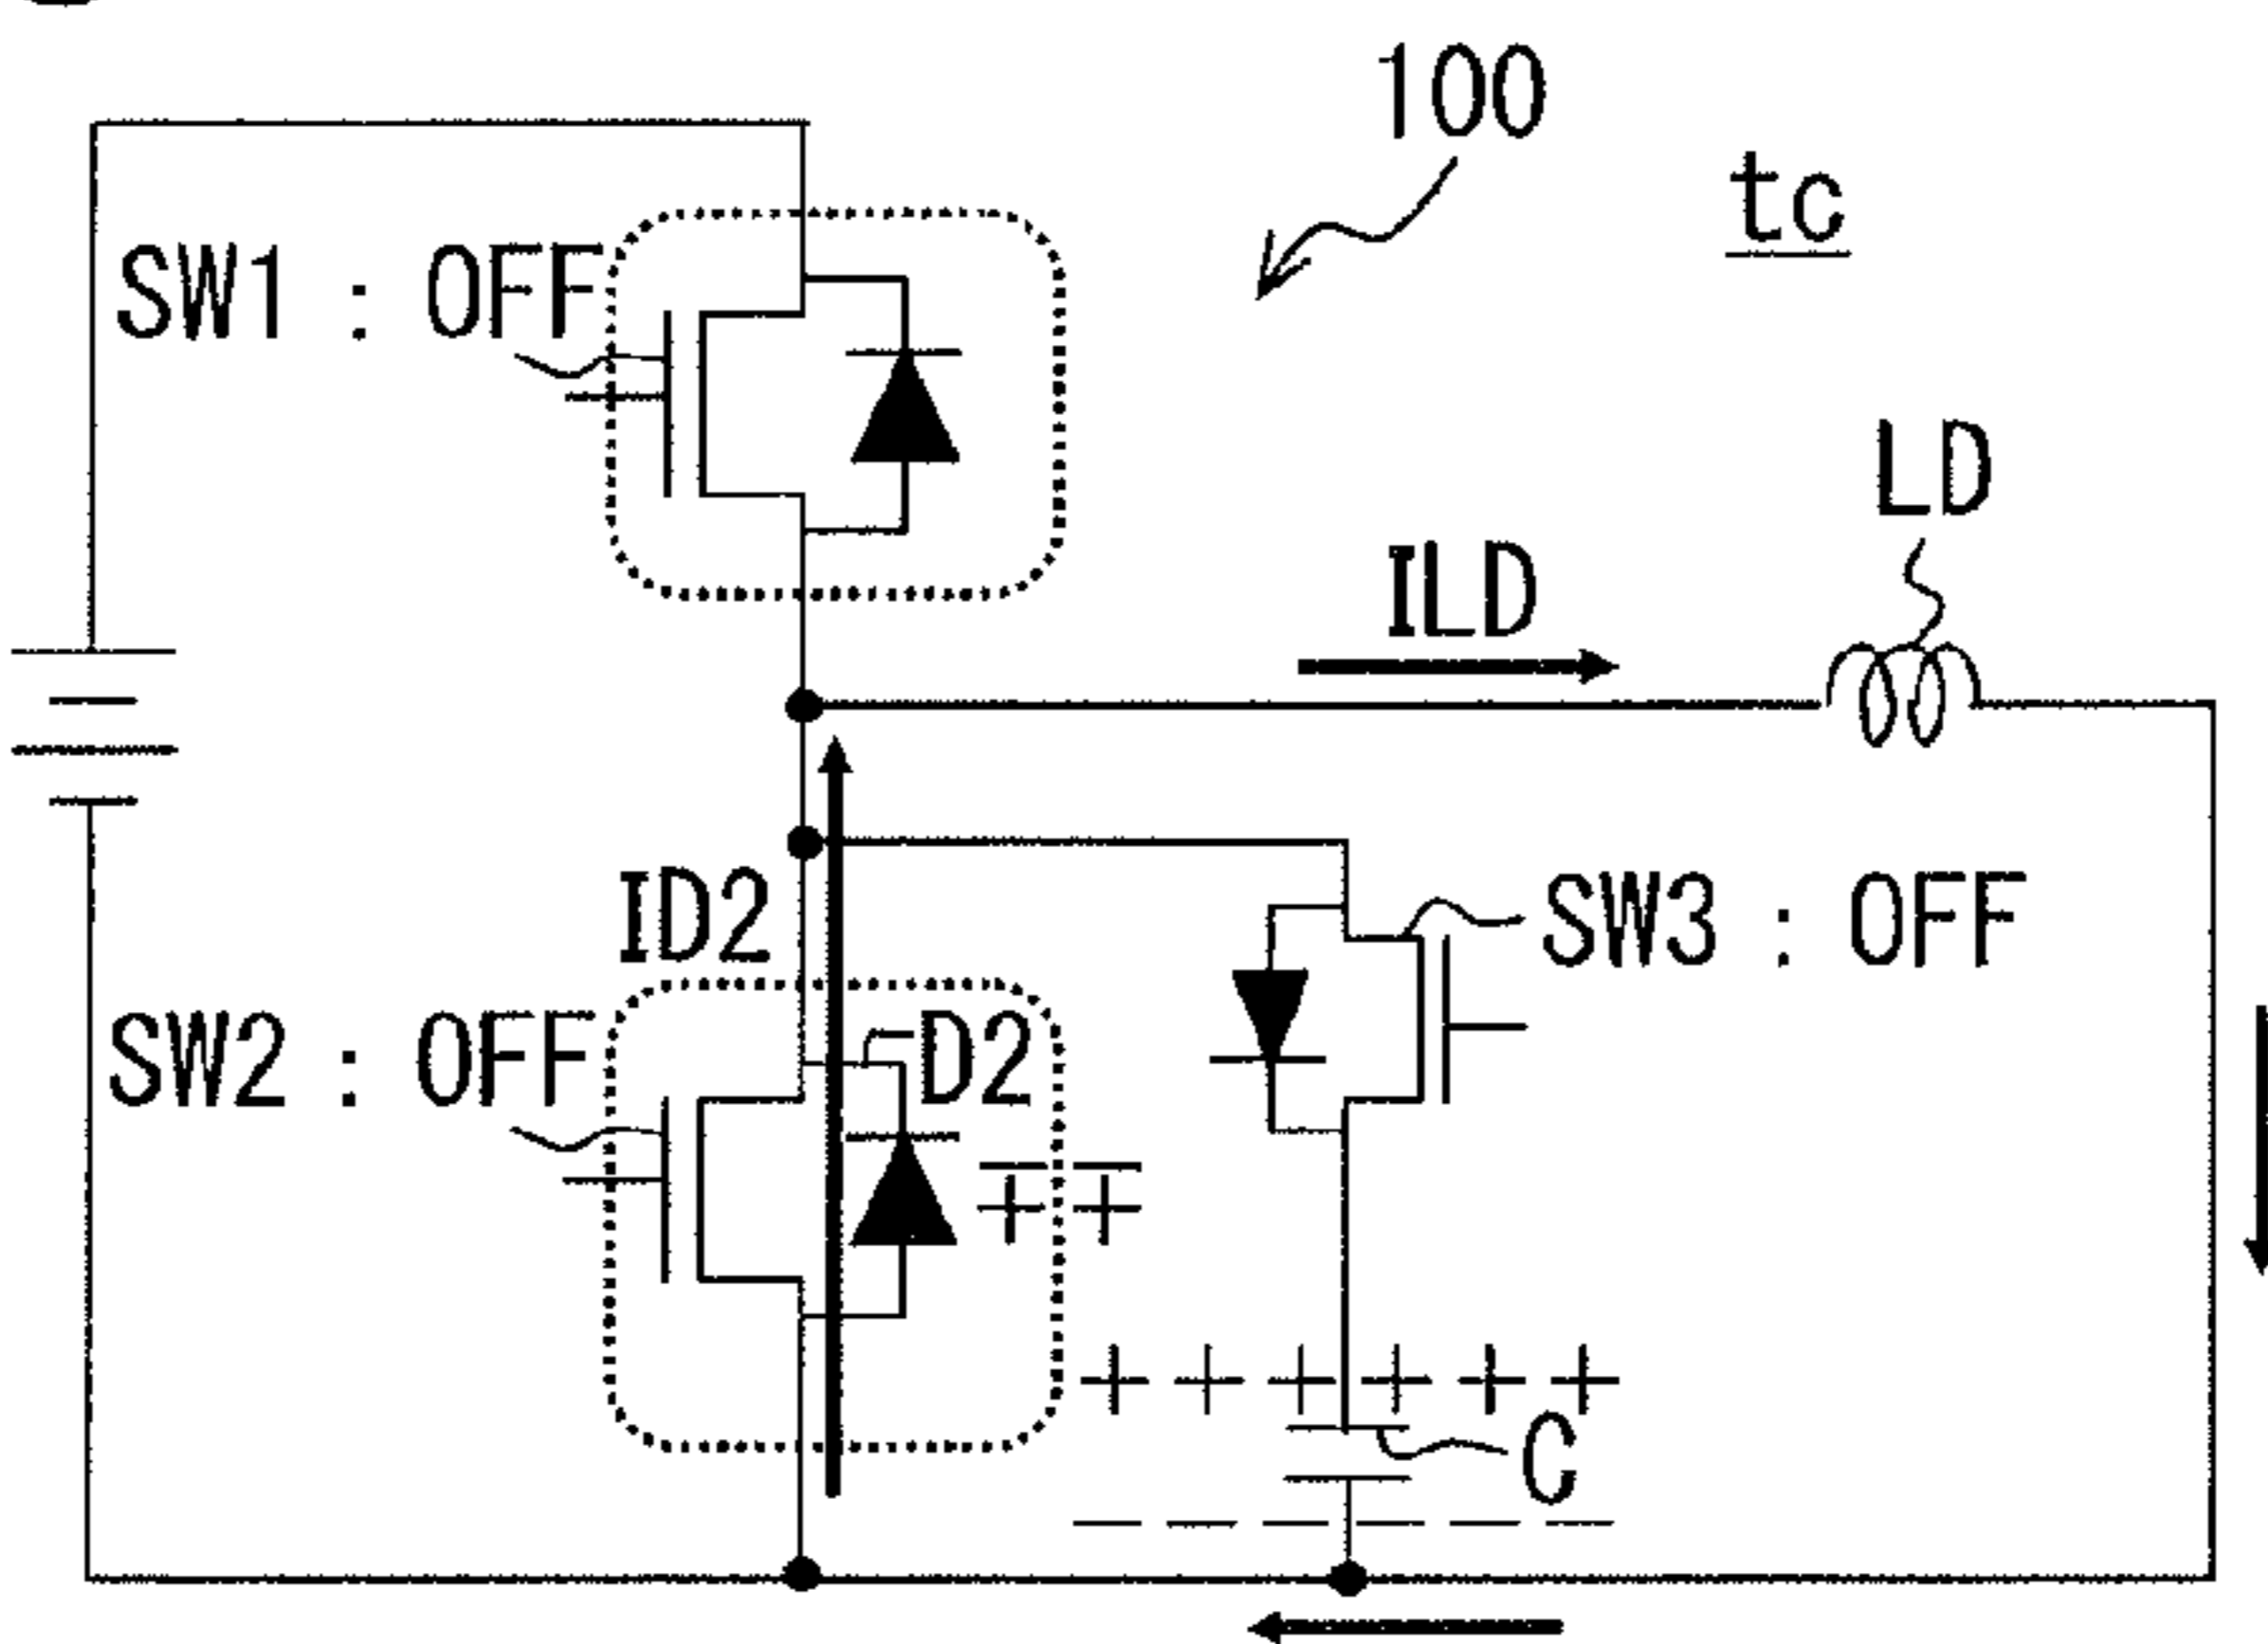 100
tc
SW1 : OFF
LD
ILD
ID2
SW3 : OFF
SW2 : OFF
D2
− −
+ +
+ + + + + +
C
− − − − − −